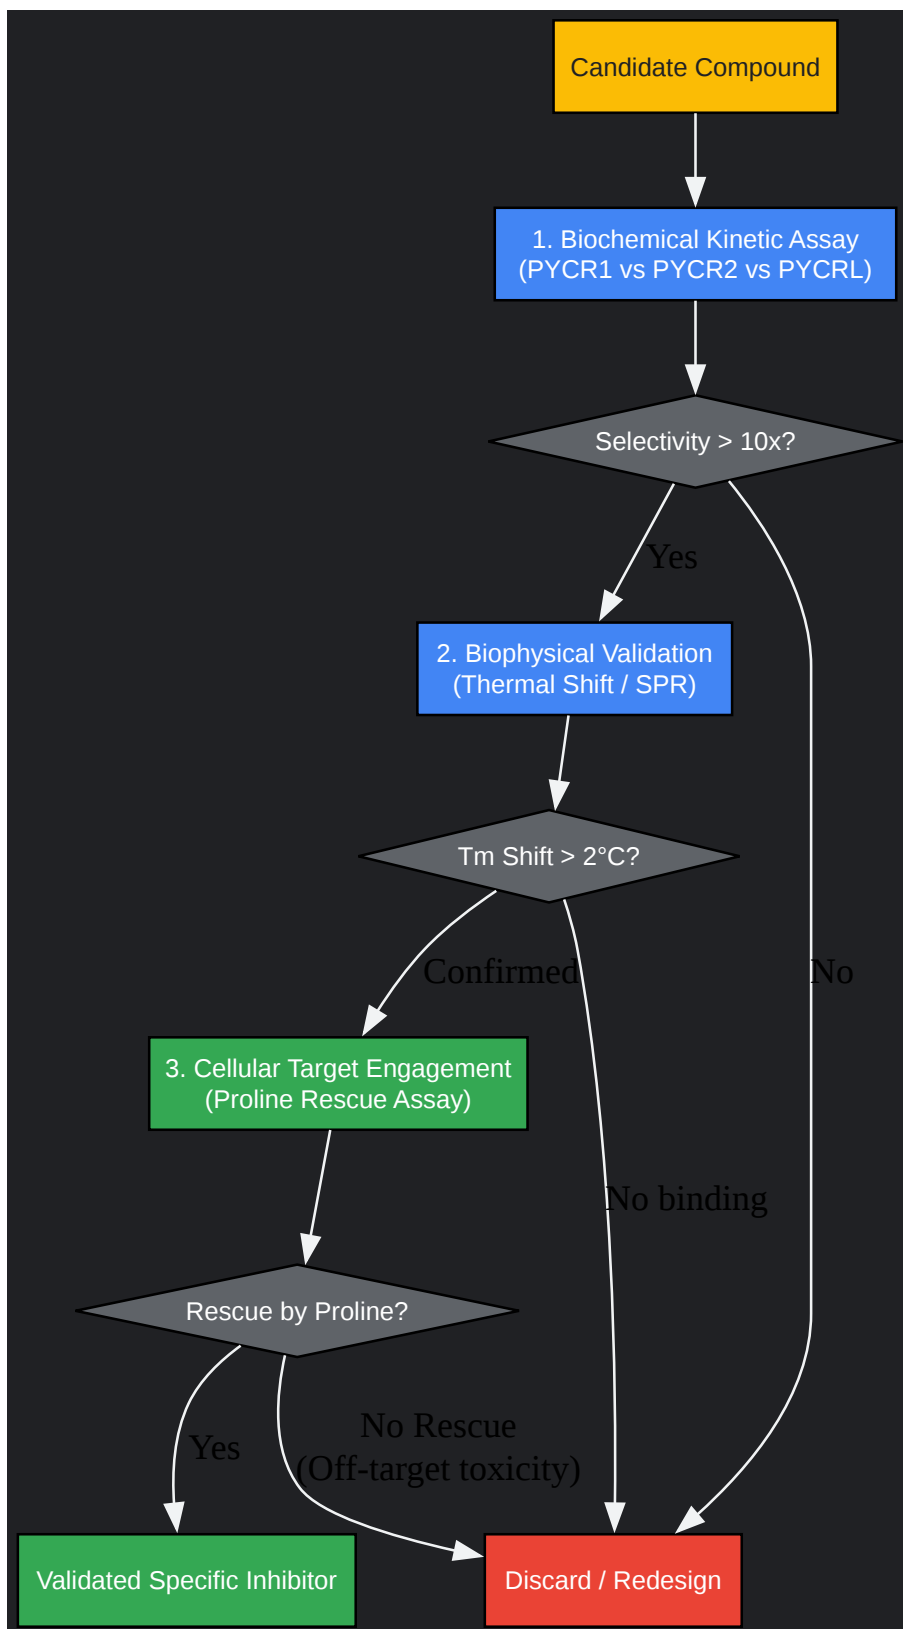 Candidate Compound
1. Biochemical Kinetic Assay
(PYCR1 vs PYCR2 vs PYCRL)
Selectivity > 10x?
Yes
2. Biophysical Validation
(Thermal Shift / SPR)
Tm Shift > 2°C?
Confirmed
No
3. Cellular Target Engagement
(Proline Rescue Assay)
No binding
Rescue by Proline?
Yes
No Rescue
(Off-target toxicity)
Validated Specific Inhibitor
Discard / Redesign